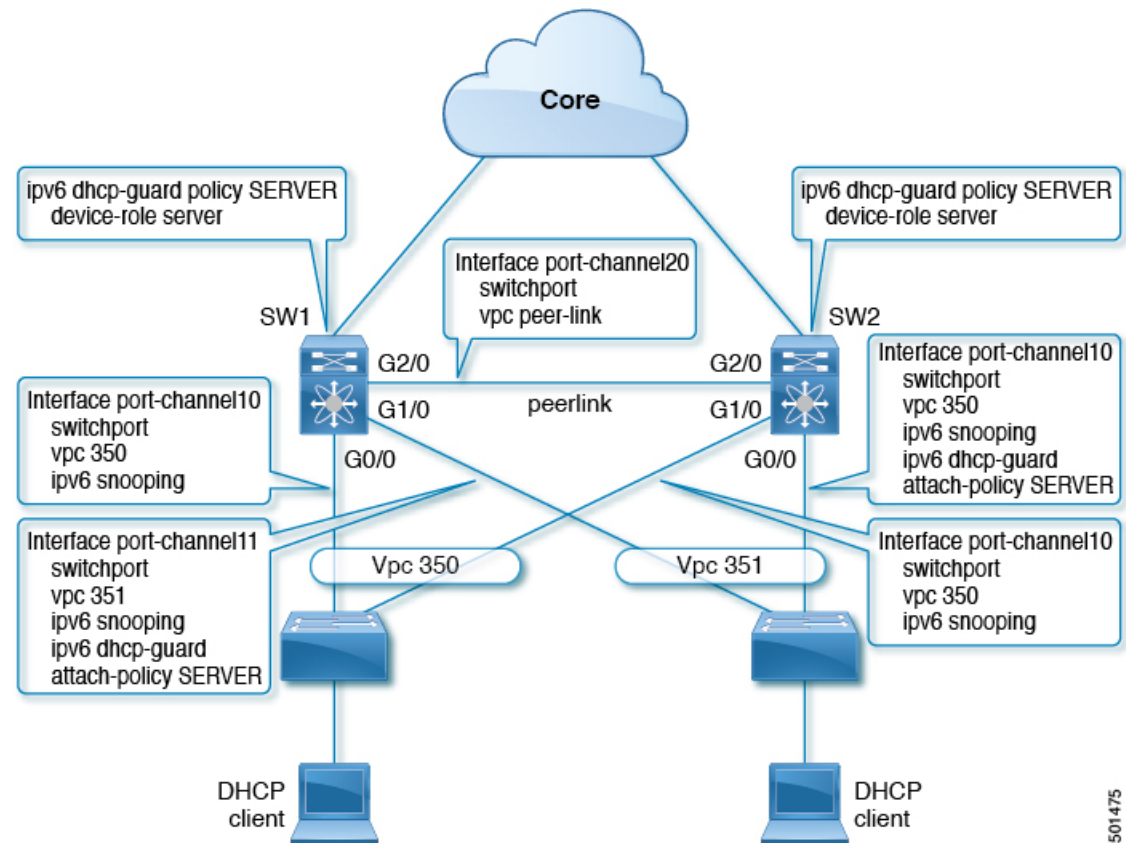 Core
ipv6 dhcp-guard policy SERVER
device-role server
ipv6 dhcp-guard policy SERVER
device-role server
Interface port-channel20
switchport
vpc peer-link
SW1
SW2
G2/0
G2/0
peerlink
G1/0
G1/0
G0/0
G0/0
Interface port-channel10
switchport
vpc 350
ipv6 snooping
Interface port-channel10
switchport
vpc 350
ipv6 snooping
ipv6 dhcp-guard
attach-policy SERVER
Interface port-channel11
switchport
vpc 351
ipv6 snooping
ipv6 dhcp-guard
attach-policy SERVER
Vpc 350
Vpc 351
Interface port-channel10
switchport
vpc 350
ipv6 snooping
DHCP
client
DHCP
client
501475